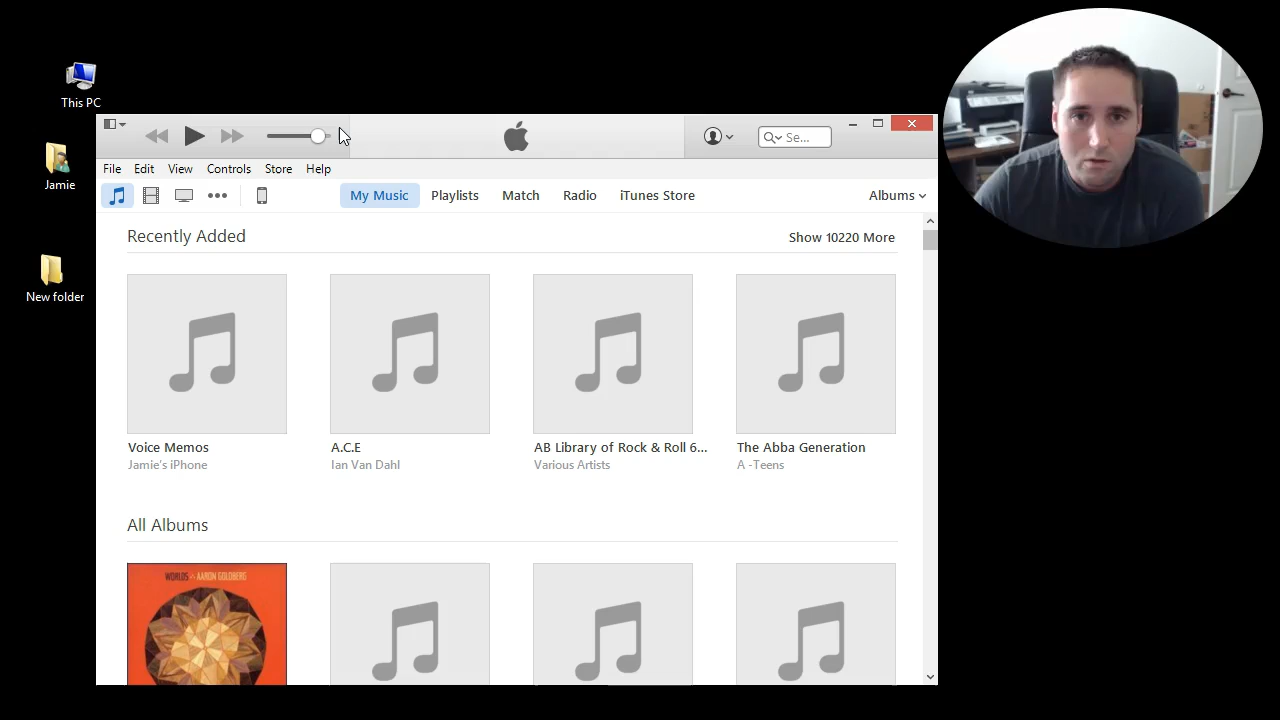 This PC
Jamie
New folder
Se...
File Edit View Controls Store Help
My Music Playlists Match Radio iTunes Store Albums
Recently Added Show 10220 More
Voice Memos
Jamie's iPhone
A.C.E
Ian Van Dahl
AB Library of Rock & Roll 6...
Various Artists
The Abba Generation
A -Teens
All Albums
WORLDS AARON GOLDBERG